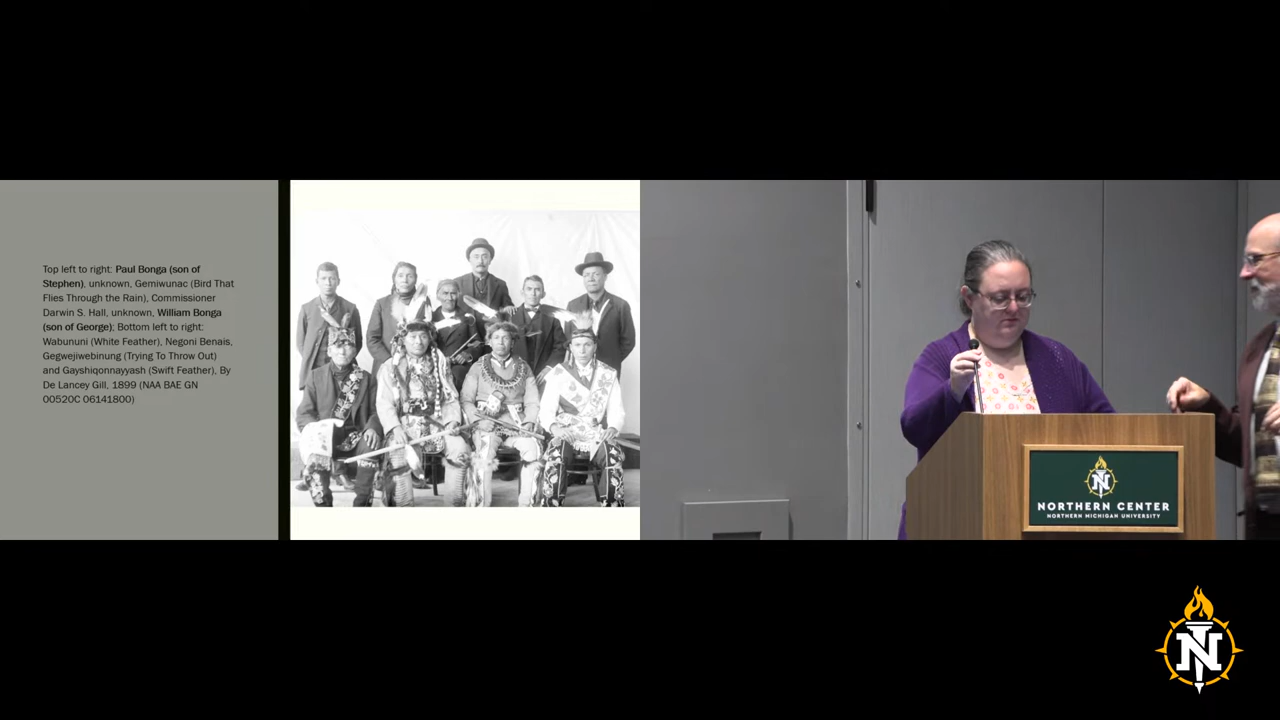 Top left to right: Paul Bonga (son of
Stephen), unknown, Gemiwunac (Bird That
Flies Through the Rain), Commissioner
Darwin S. Hall, unknown, William Bonga
(son of George); Bottom left to right:
Wabununi (White Feather), Negoni Benais,
Gegwejiwebinung (Trying To Throw Out)
and Gayshiqonnayyash (Swift Feather), By
De Lancey Gill, 1899 (NAA BAE GN
00520C 06141800)
N
NORTHERN CENTER
NORTHERN MICHIGAN UNIVERSITY
N